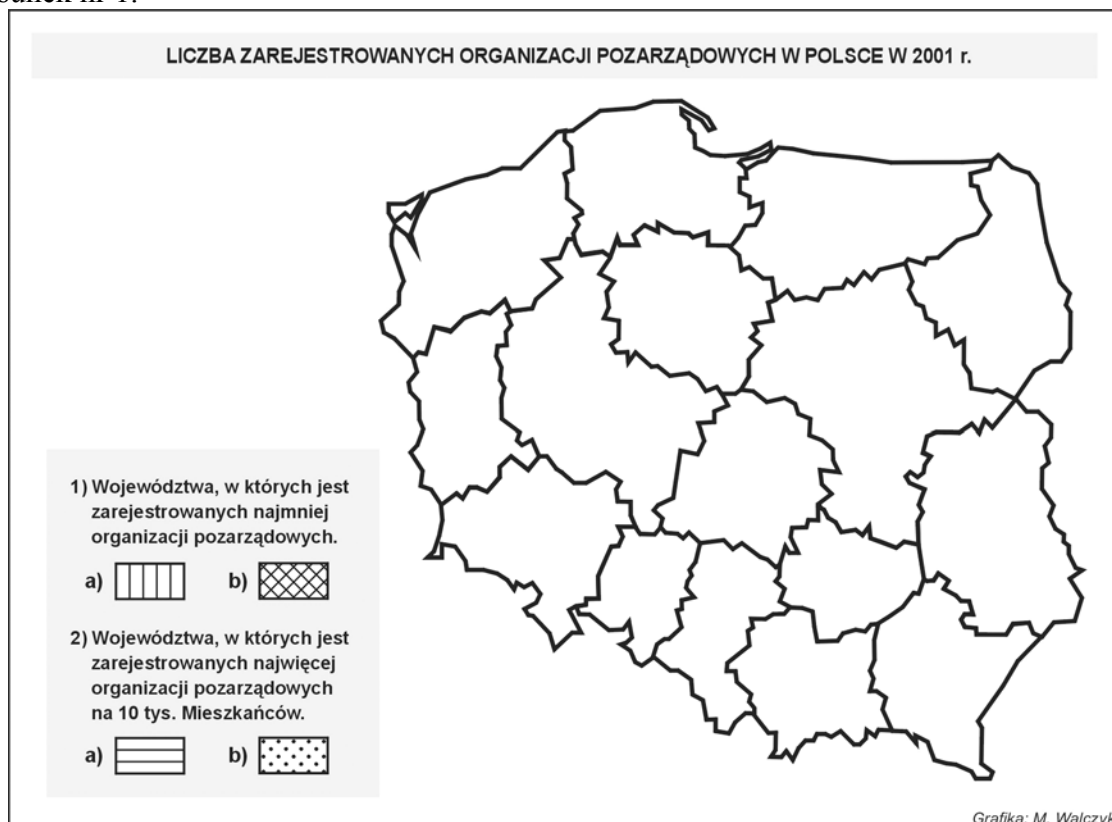 LICZBA ZAREJESTROWANYCH ORGANIZACJI POZARZĄDOWYCH W POLSCE W 2001 r.
1) Województwa, w których jest
zarejestrowanych najmniej
organizacji pozarządowych.
a) b)
2) Województwa, w których jest
zarejestrowanych najwięcej
organizacji pozarządowych
na 10 tys. Mieszkańców.
a) b)
Grafika: M. Walczyk